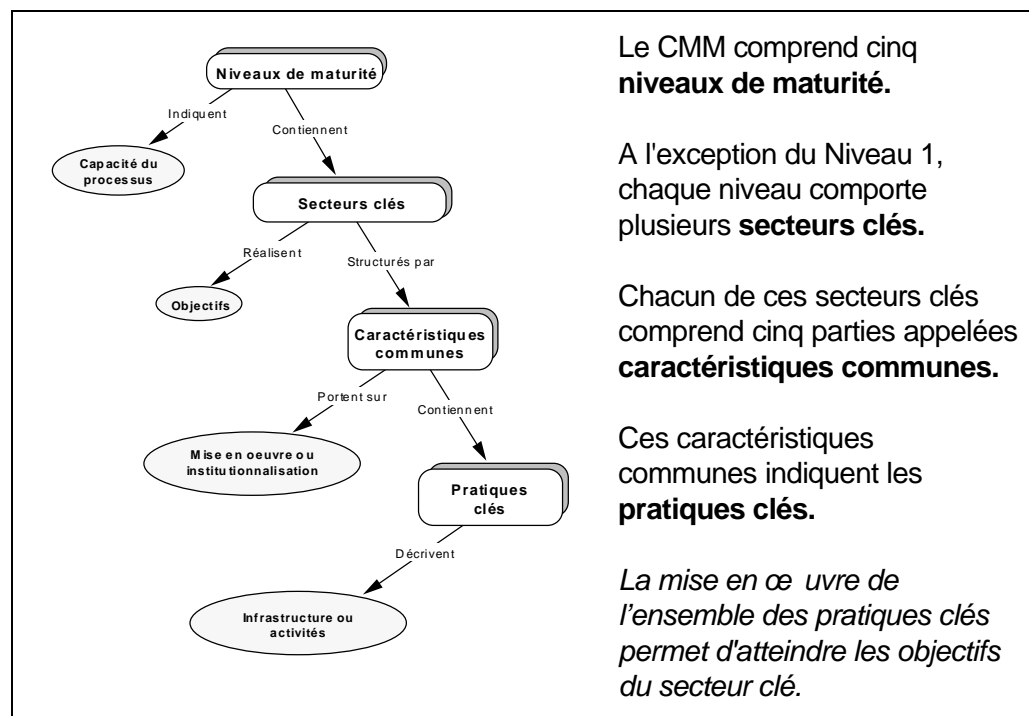 Niveaux de maturité
Indiquent
Contiennent
Capacité du
processus
Secteurs clés
Réalisent
Structurés par
Objectifs
Caractéristiques
communes
Portent sur
Contiennent
Mise en oeuvre ou
institutionnalisation
Pratiques
clés
Décrivent
Infrastructure ou
activités
Le CMM comprend cinq
niveaux de maturité.
A l'exception du Niveau 1,
chaque niveau comporte
plusieurs secteurs clés.
Chacun de ces secteurs clés
comprend cinq parties appelées
caractéristiques communes.
Ces caractéristiques
communes indiquent les
pratiques clés.
La mise en œ uvre de
l’ensemble des pratiques clés
permet d'atteindre les objectifs
du secteur clé.